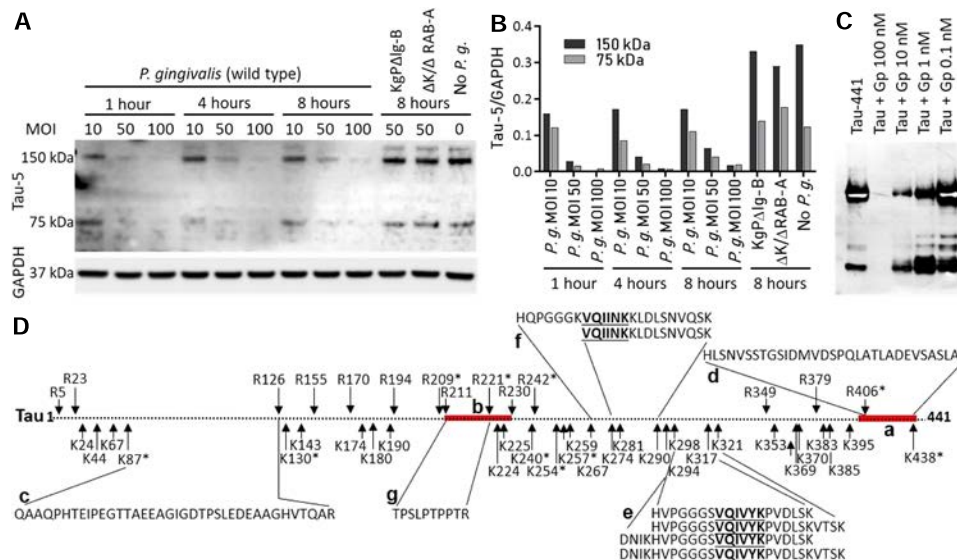 A
P. gingivalis (wild type)
KgPΔIg-B
ΔK/Δ RAB-A
No P. g.
1 hour 4 hours 8 hours 8 hours
MOI 10 50 100 10 50 100 10 50 100 50 50 0
Tau-5
150 kDa
75 kDa
GAPDH
37 kDa
B
Tau-5/GAPDH
150 kDa
75 kDa
0.4
0.3
0.2
0.1
0.0
P. g. MOI 10
P. g. MOI 50
P. g. MOI 100
P. g. MOI 10
P. g. MOI 50
P. g. MOI 100
P. g. MOI 10
P. g. MOI 50
P. g. MOI 100
KgPΔIg-B
ΔK/ΔRAB-A
No P. g.
1 hour 4 hours 8 hours 8 hours
C
Tau-441
Tau + Gp 100 nM
Tau + Gp 10 nM
Tau + Gp 1 nM
Tau + Gp 0.1 nM
D
HQPGGGKVQIINKKLDLSNVQSK
VQIINKKLDLSNVQSK
f
HLSNVSSTGSIDMVDSPQLATLADEVSASLA
d
R5 R23 R126 R155 R170 R194 R209* R211 R221* R230 R242* R349 R379 R406*
b
Tau 1 441
a
K24 K44 K67 K87* K130* K143 K174 K180 K190 K224 K225 K240* K254* K257* K259 K267 K274 K281 K290 K294 K298 K317 K321 K353 K369 K370 K383 K385 K395 K438*
c
QAAQPHTEIPEGTTAEEAGIGDTPSLEDEAAGHVTQAR
g
TPSLPTPPTR
e
HVPGGGSVQIVYKPVDLSK
HVPGGGSVQIVYKPVDLSKVTSK
DNIKHVPGGGSVQIVYKPVDLSK
DNIKHVPGGGSVQIVYKPVDLSKVTSK